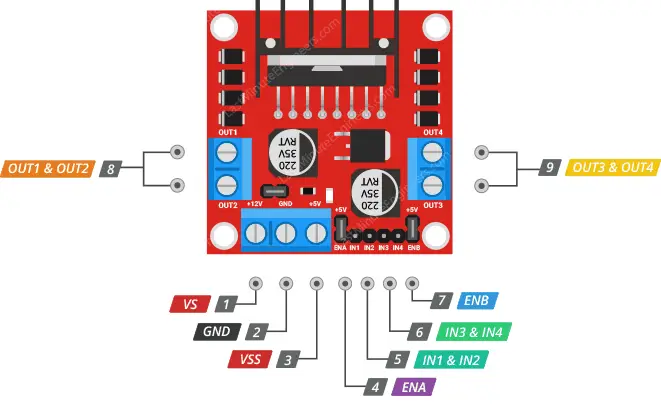 LastMinuteEngineers.com
OUT1
OUT4
220
35V
RVT
OUT1 & OUT2
8
9
OUT3 & OUT4
OUT2
OUT3
220
35V
RVT
+12V
GND
+5V
+5V
+5V
ENA
IN1
IN2
IN3
IN4
ENB
VS
1
7
ENB
GND
2
6
IN3 & IN4
VSS
3
5
IN1 & IN2
4
ENA